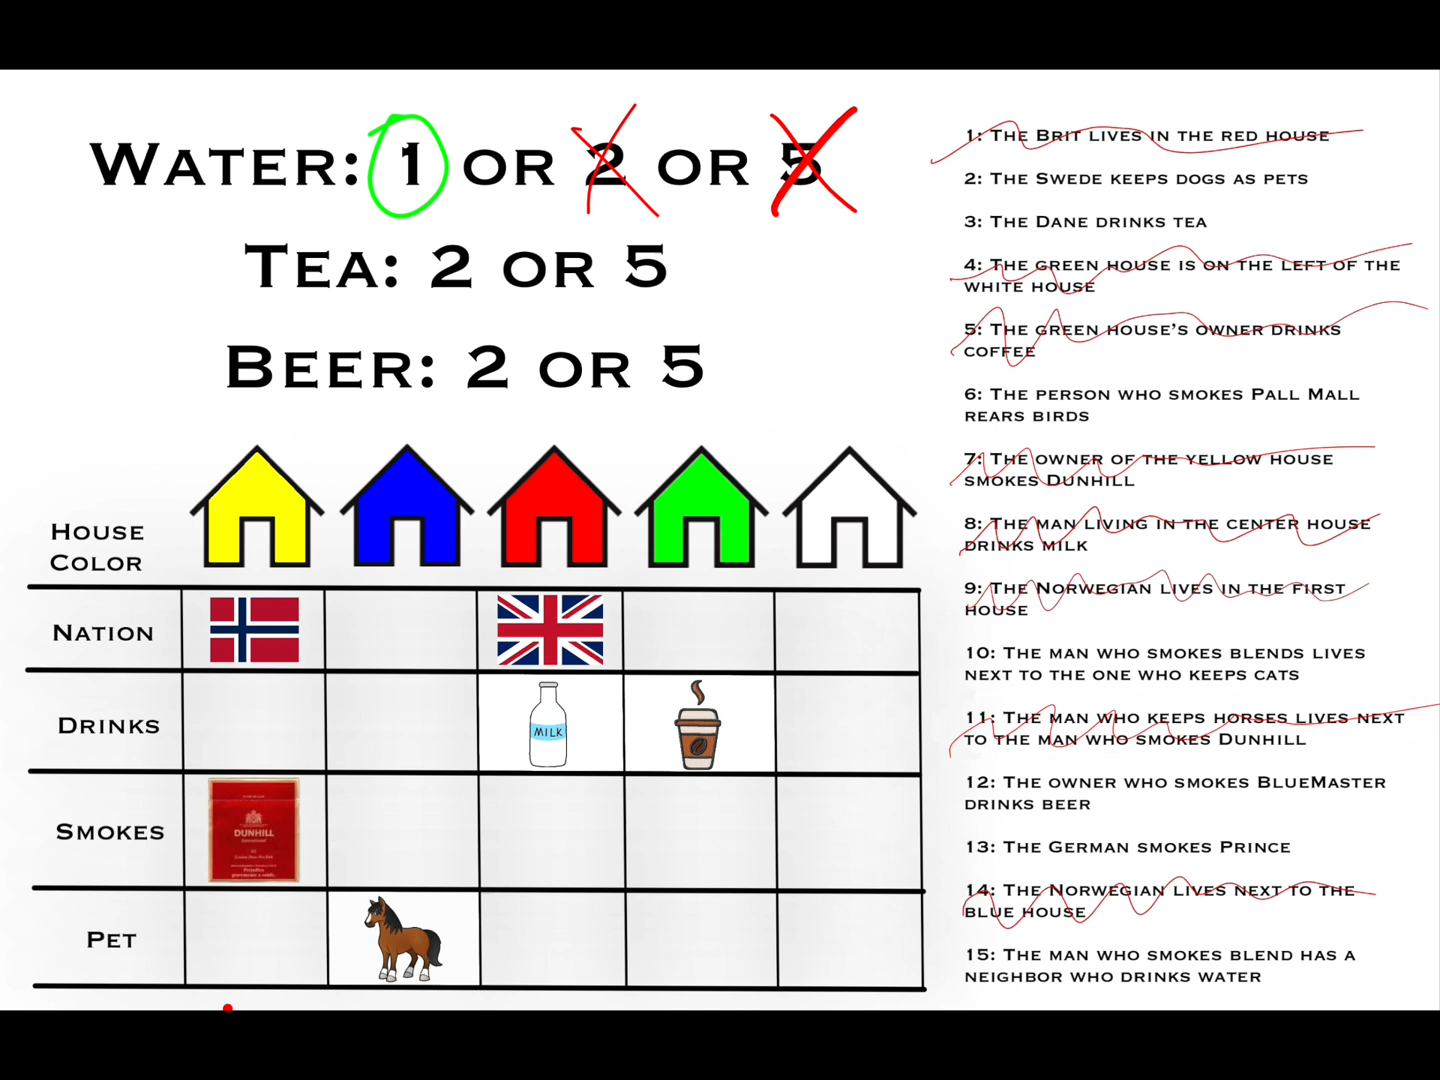 Water: 1 or 2 or 5
Tea: 2 or 5
Beer: 2 or 5
1: The Brit lives in the red house
2: The Swede keeps dogs as pets
3: The Dane drinks tea
4: The green house is on the left of the
white house
5: The green house's owner drinks
coffee
6: The person who smokes Pall Mall
rears birds
7: The owner of the yellow house
smokes Dunhill
8: The man living in the center house
drinks milk
9: The Norwegian lives in the first
house
10: The man who smokes blends lives
next to the one who keeps cats
11: The man who keeps horses lives next
to the man who smokes Dunhill
12: The owner who smokes BlueMaster
drinks beer
13: The German smokes Prince
14: The Norwegian lives next to the
blue house
15: The man who smokes blend has a
neighbor who drinks water
House
Color
Nation
Drinks
MILK
Smokes
DUNHILL
International
Pet